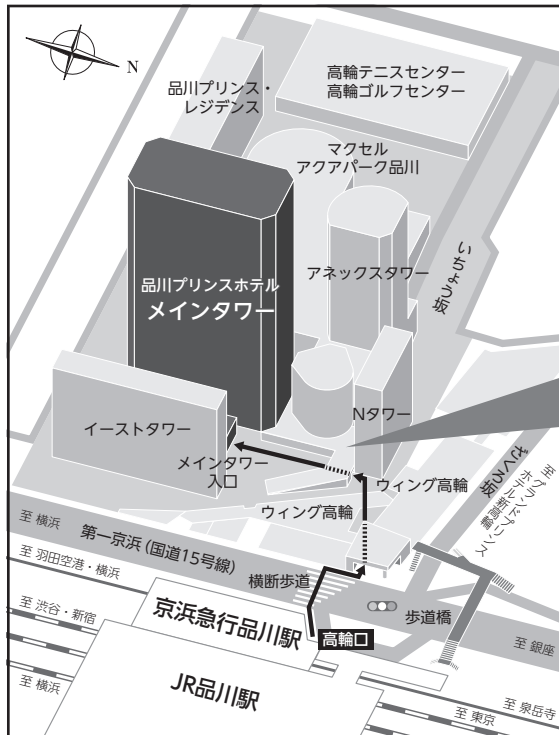 N
品川プリンス・
レジデンス
高輪テニスセンター
高輪ゴルフセンター
マクセル
アクアパーク品川
いちょう坂
アネックスタワー
品川プリンスホテル
メインタワー
Nタワー
イーストタワー
メインタワー
入口
ウィング高輪
ウィング高輪
ざくろ坂
至 グランドプリンス
ホテル新高輪
至 横浜
第一京浜（国道15号線）
至 羽田空港・横浜
横断歩道
歩道橋
至 銀座
至 渋谷・新宿
京浜急行品川駅
高輪口
至 横浜
JR品川駅
至 泉岳寺
至 東京